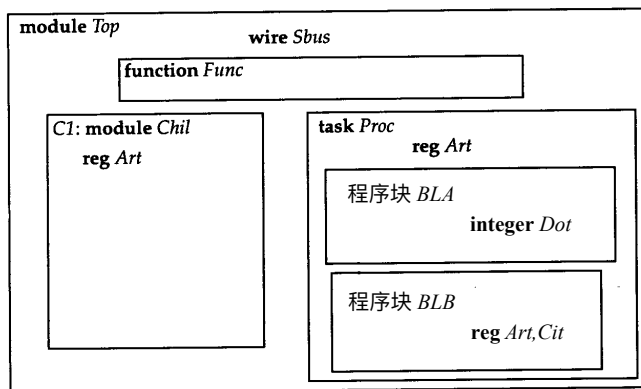 module Top
wire Sbus
function Func
C1: module Chil
reg Art
task Proc
reg Art
程序块 BLA
integer Dot
程序块 BLB
reg Art,Cit